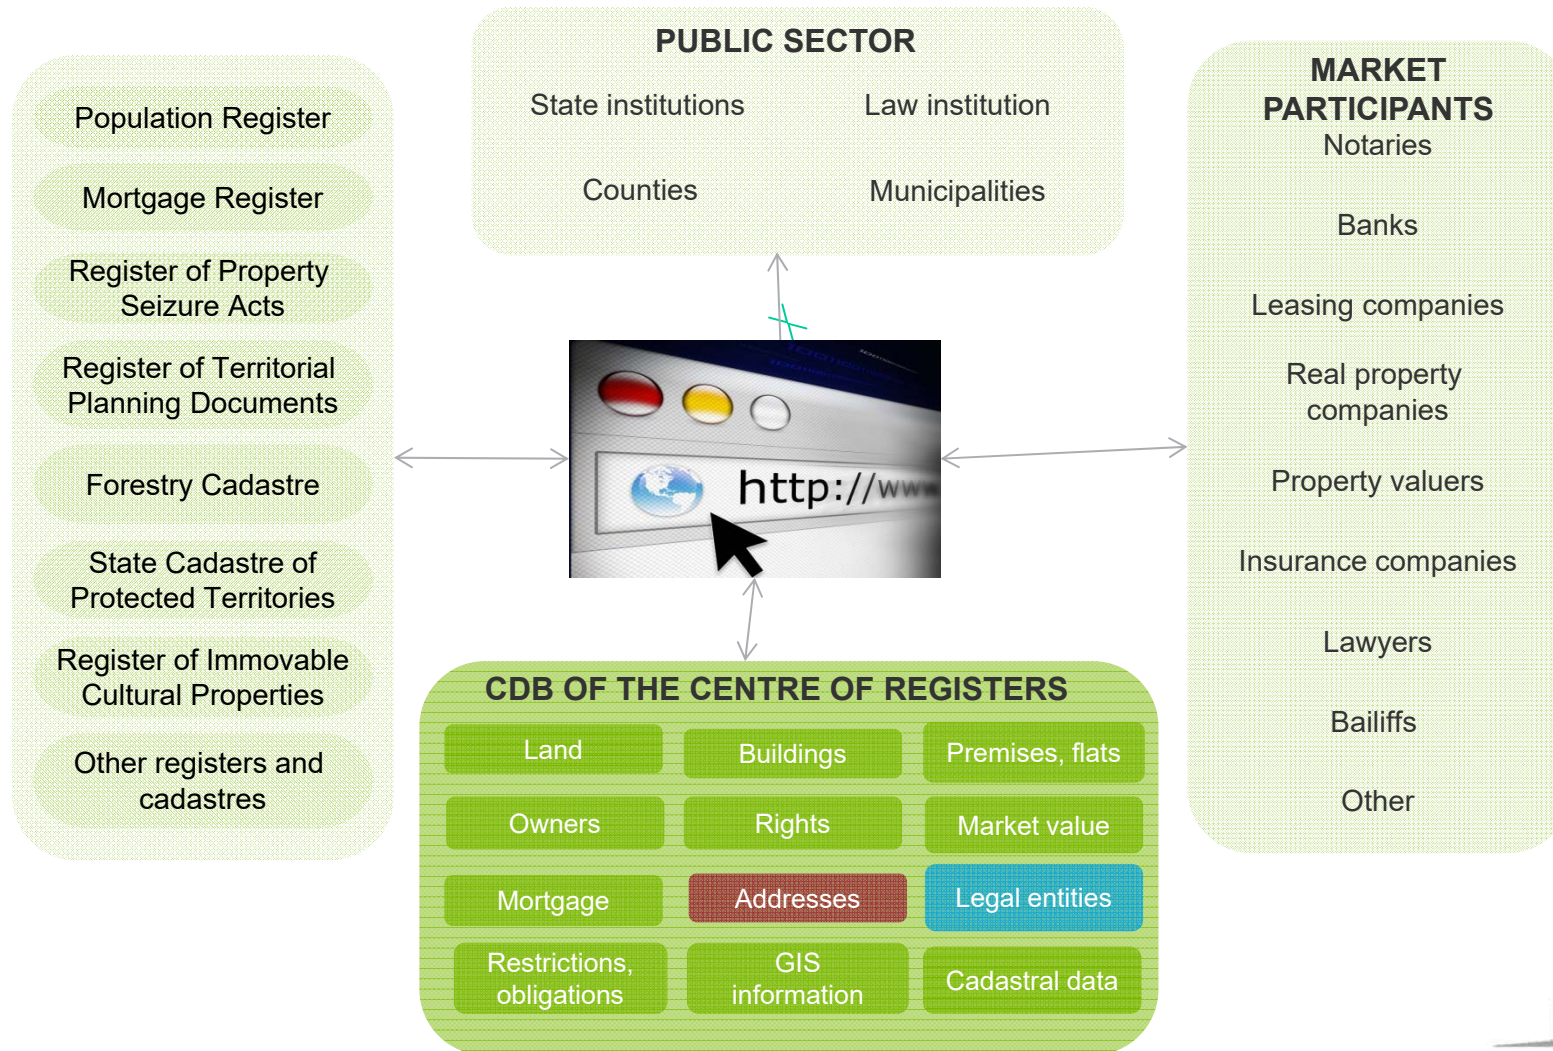 PUBLIC SECTOR
State institutions
Law institution
Counties
Municipalities
Population Register
Mortgage Register
Register of Property
Seizure Acts
Register of Territorial
Planning Documents
Forestry Cadastre
State Cadastre of
Protected Territories
Register of Immovable
Cultural Properties
Other registers and
cadastres
http://www.
MARKET
PARTICIPANTS
Notaries
Banks
Leasing companies
Real property
companies
Property valuers
Insurance companies
Lawyers
Bailiffs
Other
CDB OF THE CENTRE OF REGISTERS
Land
Buildings
Premises, flats
Owners
Rights
Market value
Mortgage
Addresses
Legal entities
Restrictions,
obligations
GIS
information
Cadastral data